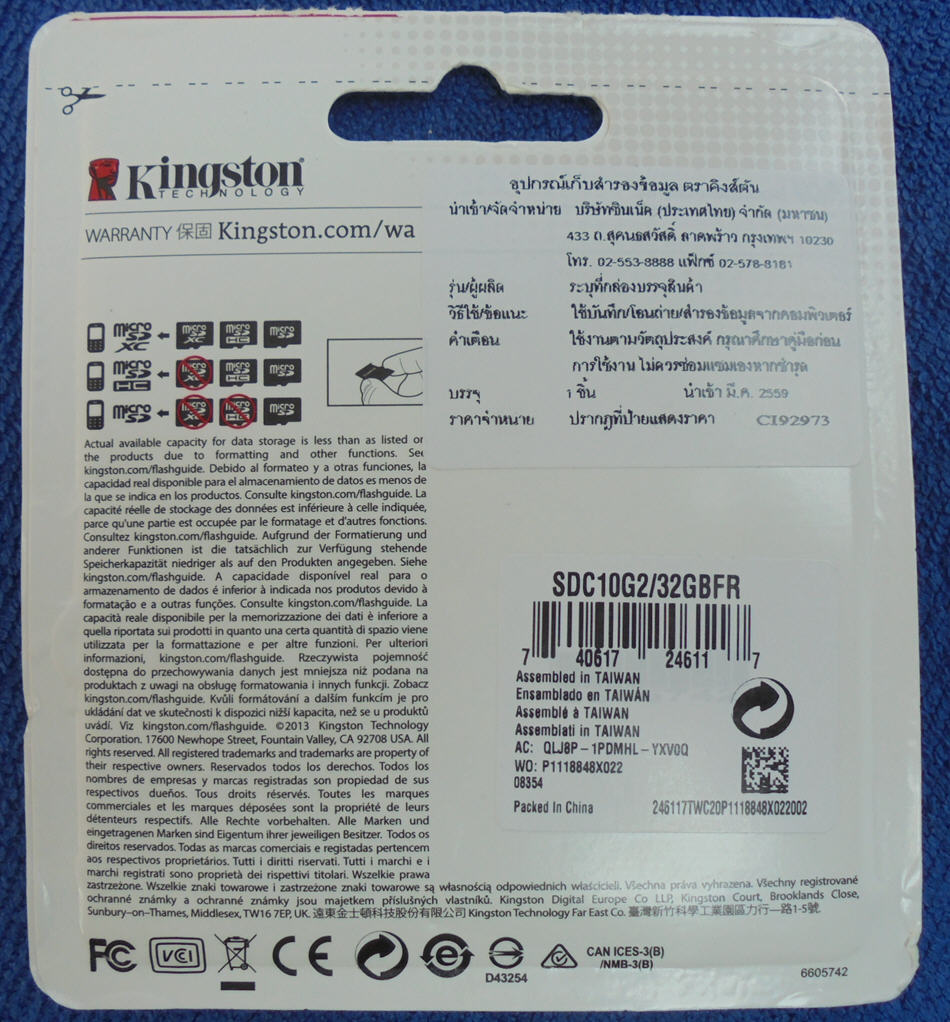 Kingston
TECHNOLOGY
WARRANTY 保固 Kingston.com/wa
อุปกรณ์เก็บสำรองข้อมูล ตราคิงส์ตัน
นำเข้า/จัดจำหน่าย บริษัทซินเน็ค (ประเทศไทย) จำกัด (มหาชน)
433 ถ.สุคนธสวัสดิ์ ลาดพร้าว กรุงเทพฯ 10230
โทร. 02-553-8888 แฟ็กซ์ 02-578-8181
รุ่น/ผู้ผลิต ระบุที่กล่องบรรจุสินค้า
วิธีใช้/ข้อแนะ ใช้บันทึก/โอนถ่าย/สำรองข้อมูลจากคอมพิวเตอร์
คำเตือน ใช้งานตามวัตถุประสงค์ กรุณาศึกษาคู่มือก่อน
การใช้งาน ไม่ควรซ่อมแซมเองหากชำรุด
บรรจุ 1 ชิ้น นำเข้า มี.ค. 2559
ราคาจำหน่าย ปรากฎที่ป้ายแสดงราคา CI92973
micro SD XC micro SD XC micro SD HC micro SD
micro SD HC micro SD XC micro SD HC micro SD
micro SD micro SD XC micro SD HC micro SD
Actual available capacity for data storage is less than as listed or
the products due to formatting and other functions. See
kingston.com/flashguide. Debido al formateo y a otras funciones, la
capacidad real disponible para el almacenamiento de datos es menos de
la que se indica en los productos. Consulte kingston.com/flashguide. La
capacité réelle de stockage des données est inférieure à celle indiquée,
parce qu'une partie est occupée par le formatage et d'autres fonctions.
Consultez kingston.com/flashguide. Aufgrund der Formatierung und
anderer Funktionen ist die tatsächlich zur Verfügung stehende
Speicherkapazität niedriger als auf den Produkten angegeben. Siehe
kingston.com/flashguide. A capacidade disponível real para o
armazenamento de dados é inferior à indicada nos produtos devido à
formatação e a outras funções. Consulte kingston.com/flashguide. La
capacità reale disponibile per la memorizzazione dei dati è inferiore a
quella riportata sui prodotti in quanto una certa quantità di spazio viene
utilizzata per la formattazione e per altre funzioni. Per ulteriori
informazioni, kingston.com/flashguide. Rzeczywista pojemność
dostępna do przechowywania danych jest mniejsza niż podana na
produktach z uwagi na obsługę formatowania i innych funkcji. Zobacz
kingston.com/flashguide. Kvůli formátování a dalším funkcím je pro
ukládání dat ve skutečnosti k dispozici nižší kapacita, než se u produktů
uvádí. Viz kingston.com/flashguide. ©2013 Kingston Technology
Corporation. 17600 Newhope Street, Fountain Valley, CA 92708 USA. All
rights reserved. All registered trademarks and trademarks are property of
their respective owners. Reservados todos los derechos. Todos los
nombres de empresas y marcas registradas son propiedad de sus
respectivos dueños. Tous droits réservés. Toutes les marques
commerciales et les marques déposées sont la propriété de leurs
détenteurs respectifs. Alle Rechte vorbehalten. Alle Marken und
eingetragenen Marken sind Eigentum ihrer jeweiligen Besitzer. Todos os
direitos reservados. Todas as marcas comerciais e registadas pertencem
aos respectivos proprietários. Tutti i diritti riservati. Tutti i marchi e i
marchi registrati sono proprietà dei rispettivi titolari. Wszelkie prawa
zastrzeżone. Wszelkie znaki towarowe i zastrzeżone znaki towarowe są własnością odpowiednich właścicieli. Všechna práva vyhrazena. Všechny registrované
ochranné známky a ochranné známky jsou majetkem příslušných vlastníků. Kingston Digital Europe Co LLP, Kingston Court, Brooklands Close,
Sunbury-on-Thames, Middlesex, TW16 7EP, UK. 遠東金士頓科技股份有限公司 Kingston Technology Far East Co. 臺灣新竹科學工業園區力行一路1-5號.
SDC10G2/32GBFR
7 40617 24611 7
Assembled in TAIWAN
Ensamblado en TAIWÁN
Assemblé à TAIWAN
Assemblati in TAIWAN
AC: QLJ8P-1PDMHL-YXV0Q
WO: P1118848X022
08354
Packed In China 246117TWC20P1118848X022002
FC VCI CE D43254 CAN ICES-3(B)
/NMB-3(B)
6605742